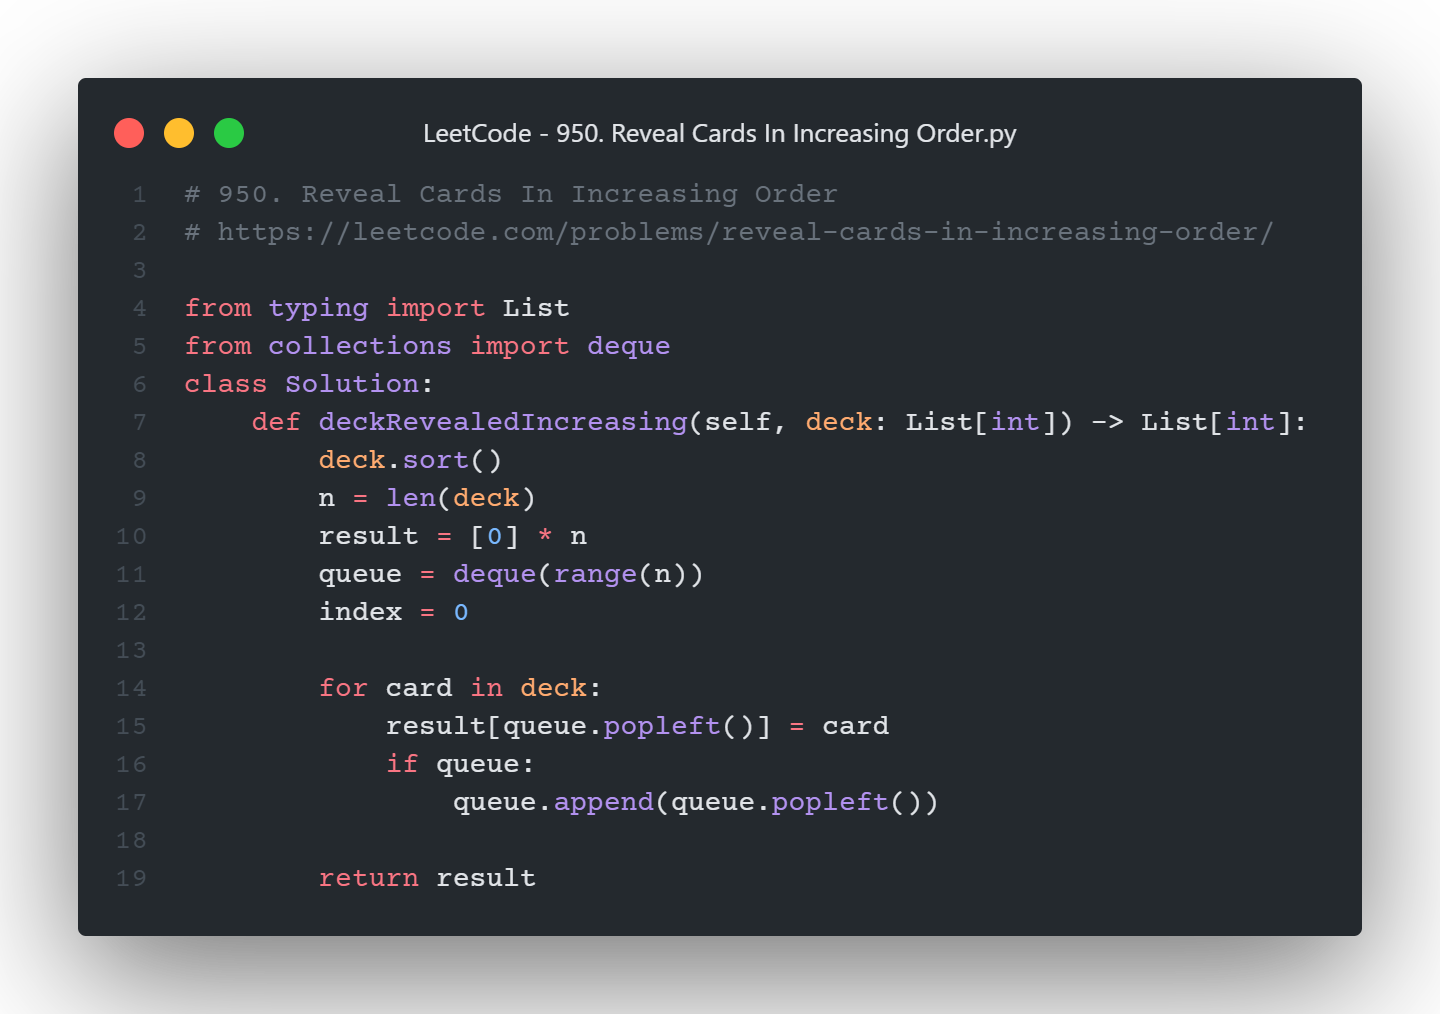 LeetCode - 950. Reveal Cards In Increasing Order.py
1 # 950. Reveal Cards In Increasing Order
2 # https://leetcode.com/problems/reveal-cards-in-increasing-order/
3
4 from typing import List
5 from collections import deque
6 class Solution:
7     def deckRevealedIncreasing(self, deck: List[int]) -> List[int]:
8         deck.sort()
9         n = len(deck)
10         result = [0] * n
11         queue = deque(range(n))
12         index = 0
13
14         for card in deck:
15             result[queue.popleft()] = card
16             if queue:
17                 queue.append(queue.popleft())
18
19         return result